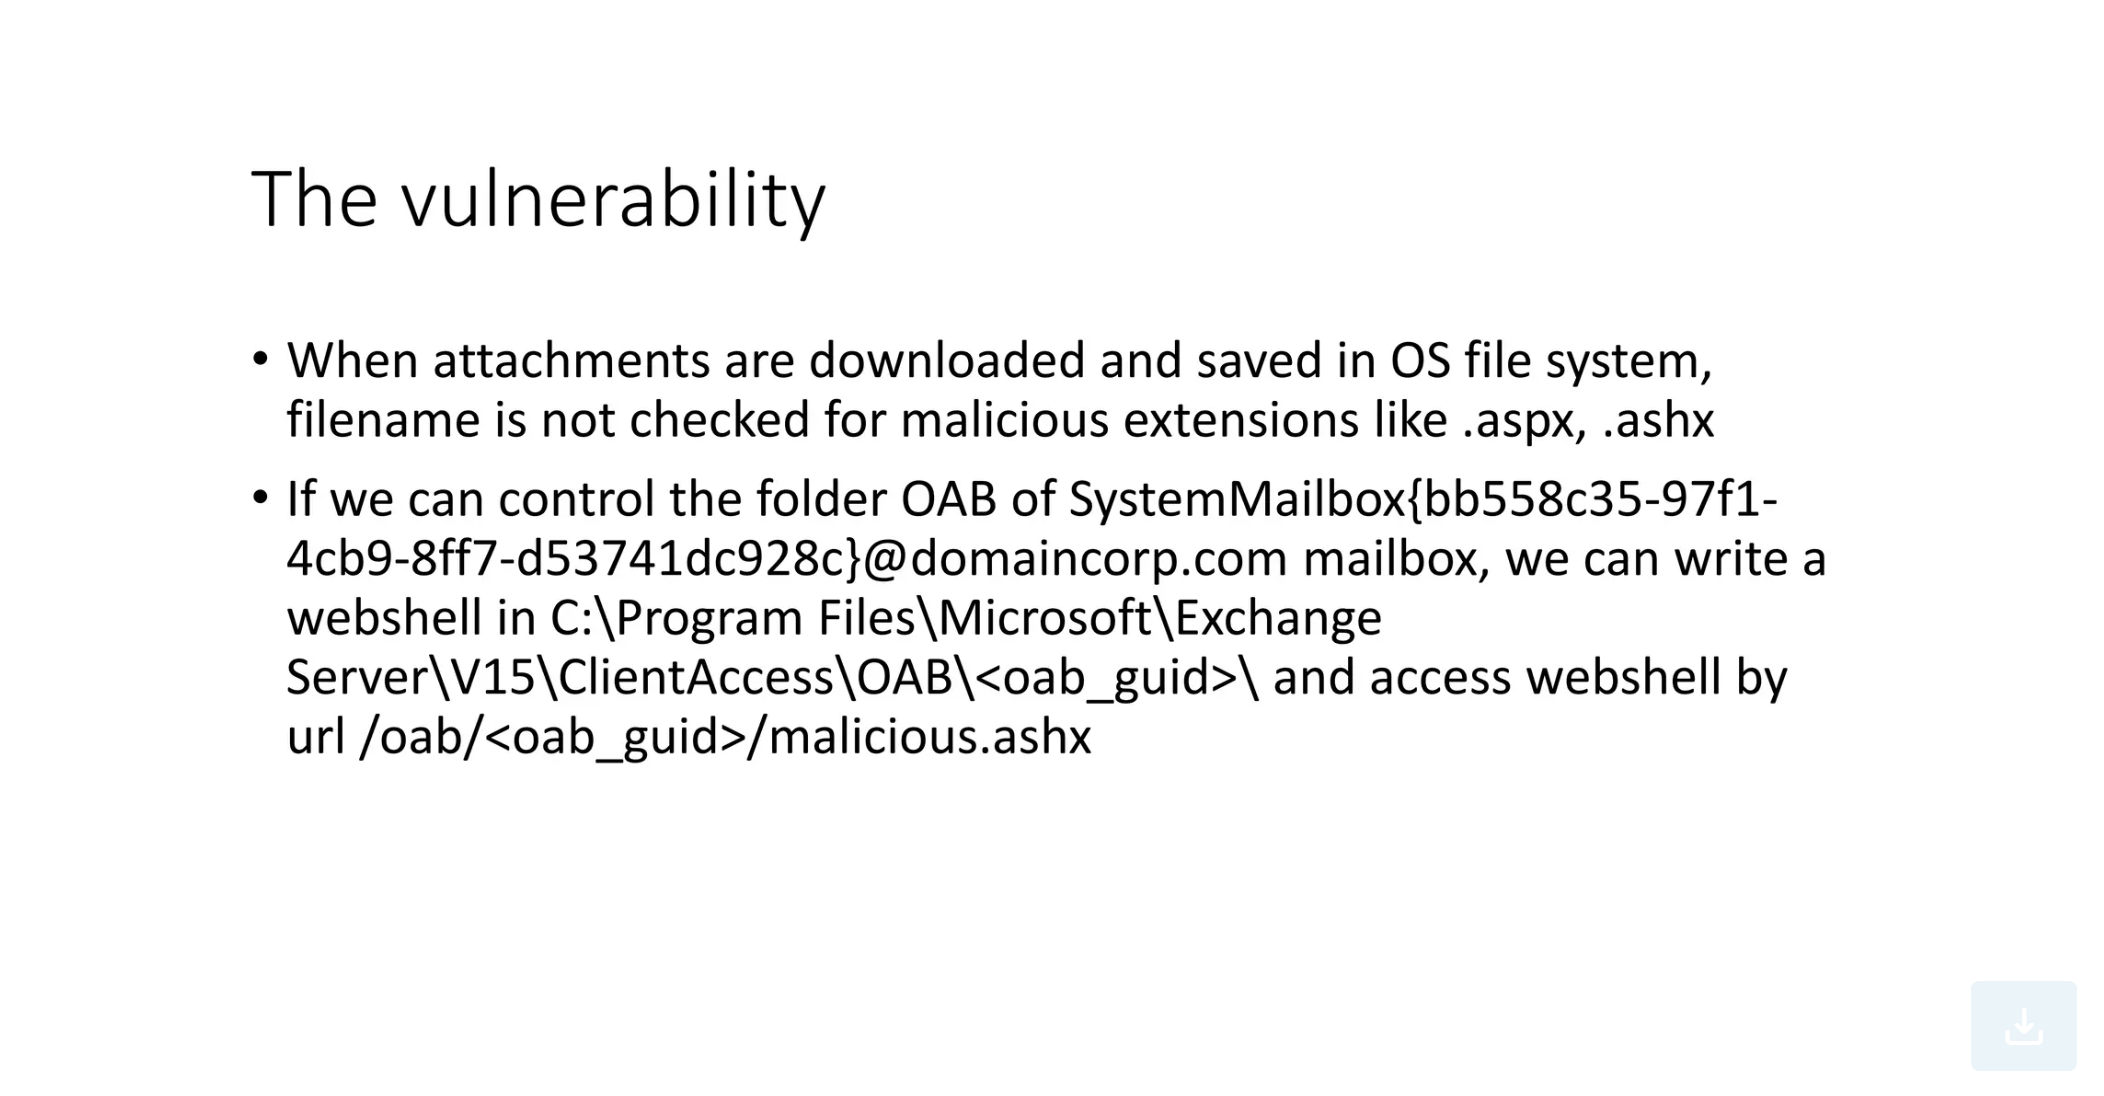 The vulnerability
• When attachments are downloaded and saved in OS file system,
filename is not checked for malicious extensions like .aspx, .ashx
• If we can control the folder OAB of SystemMailbox{bb558c35-97f1-
4cb9-8ff7-d53741dc928c}@domaincorp.com mailbox, we can write a
webshell in C:\Program Files\Microsoft\Exchange
Server\V15\ClientAccess\OAB\<oab_guid>\ and access webshell by
url /oab/<oab_guid>/malicious.ashx